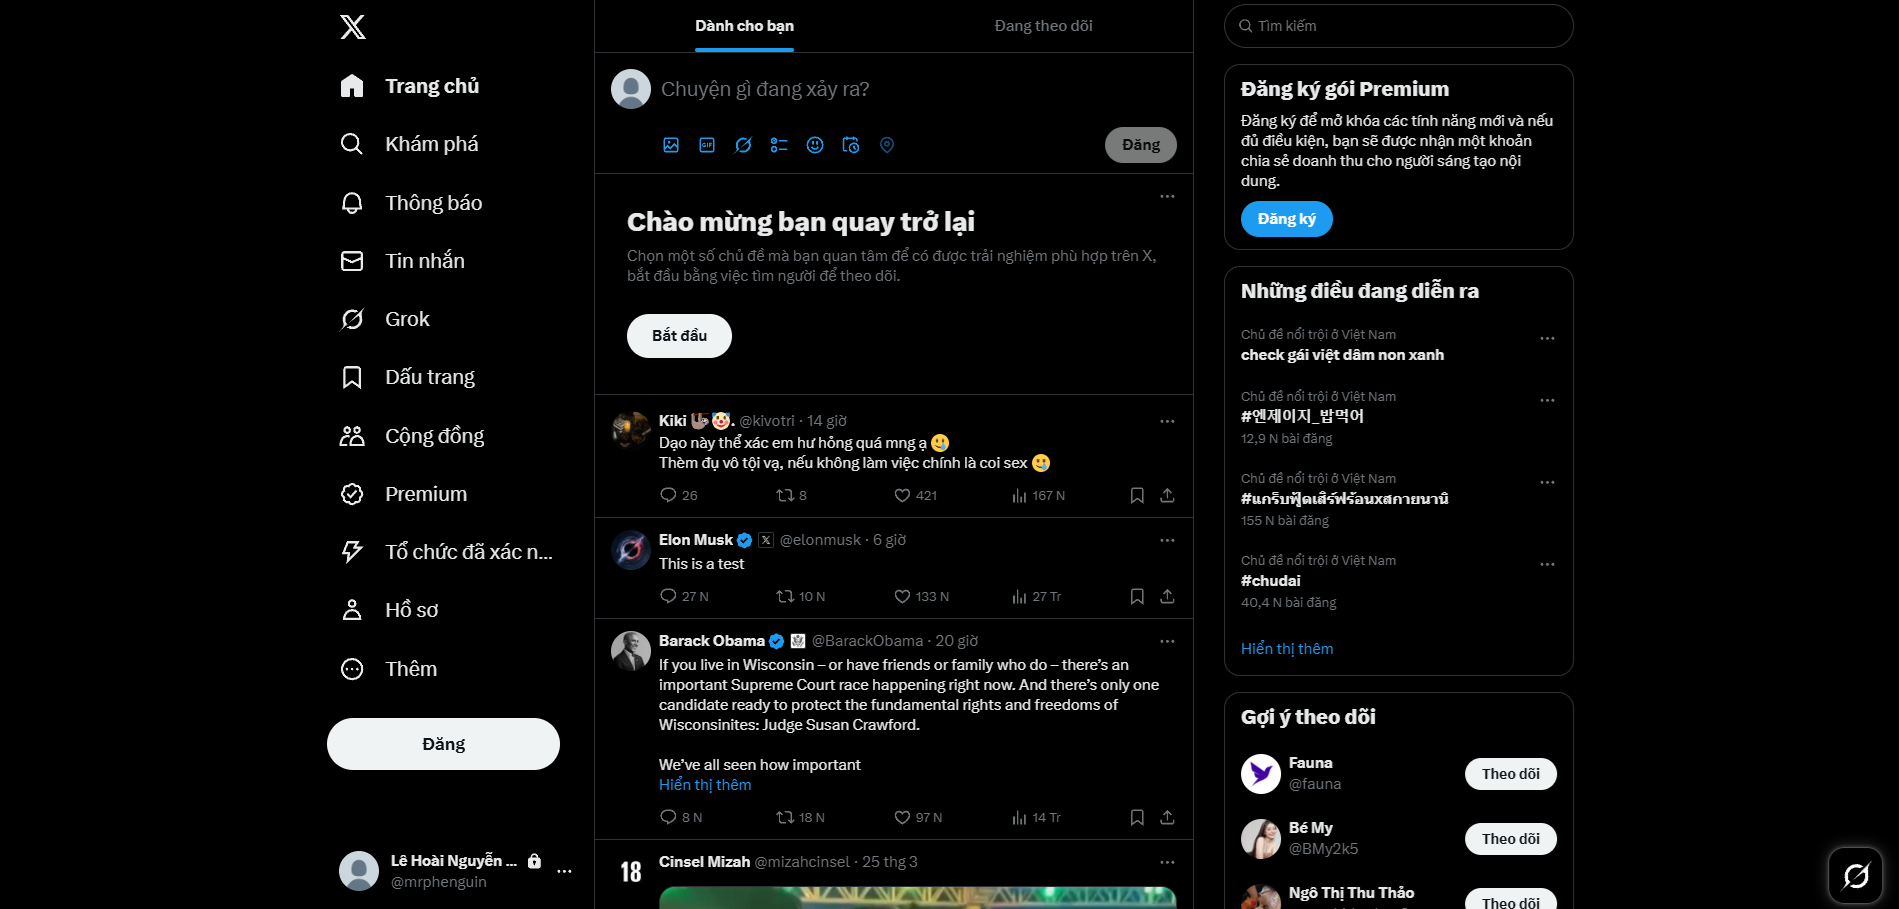 Trang chủ
Khám phá
Thông báo
Tin nhắn
Grok
Dấu trang
Cộng đồng
Premium
Tổ chức đã xác n...
Hồ sơ
Thêm
Đăng
Lê Hoài Nguyễn ...
@mrphenguin
Dành cho bạn
Đang theo dõi
Chuyện gì đang xảy ra?
GIF
Đăng
Chào mừng bạn quay trở lại
Chọn một số chủ đề mà bạn quan tâm để có được trải nghiệm phù hợp trên X,
bắt đầu bằng việc tìm người để theo dõi.
Bắt đầu
Kiki 🦥🤡. @kivotri · 14 giờ
Dạo này thể xác em hư hỏng quá mng ạ 🥲
Thèm đụ vô tội vạ, nếu không làm việc chính là coi sex 🥲
26 8 421 167 N
Elon Musk @elonmusk · 6 giờ
This is a test
27 N 10 N 133 N 27 Tr
Barack Obama @BarackObama · 20 giờ
If you live in Wisconsin – or have friends or family who do – there’s an
important Supreme Court race happening right now. And there’s only one
candidate ready to protect the fundamental rights and freedoms of
Wisconsinites: Judge Susan Crawford.
We’ve all seen how important
Hiển thị thêm
8 N 18 N 97 N 14 Tr
18
Cinsel Mizah @mizahcinsel · 25 thg 3
Tìm kiếm
Đăng ký gói Premium
Đăng ký để mở khóa các tính năng mới và nếu
đủ điều kiện, bạn sẽ được nhận một khoản
chia sẻ doanh thu cho người sáng tạo nội
dung.
Đăng ký
Những điều đang diễn ra
Chủ đề nổi trội ở Việt Nam
check gái việt dâm non xanh
Chủ đề nổi trội ở Việt Nam
#엔제이지_밥먹어
12,9 N bài đăng
Chủ đề nổi trội ở Việt Nam
#แกร็บฟู้ดเสิร์ฟร้อนxสกายนานิ
155 N bài đăng
Chủ đề nổi trội ở Việt Nam
#chudai
40,4 N bài đăng
Hiển thị thêm
Gợi ý theo dõi
Fauna
@fauna
Theo dõi
Bé My
@BMy2k5
Theo dõi
Ngô Thị Thu Thảo
Theo dõi